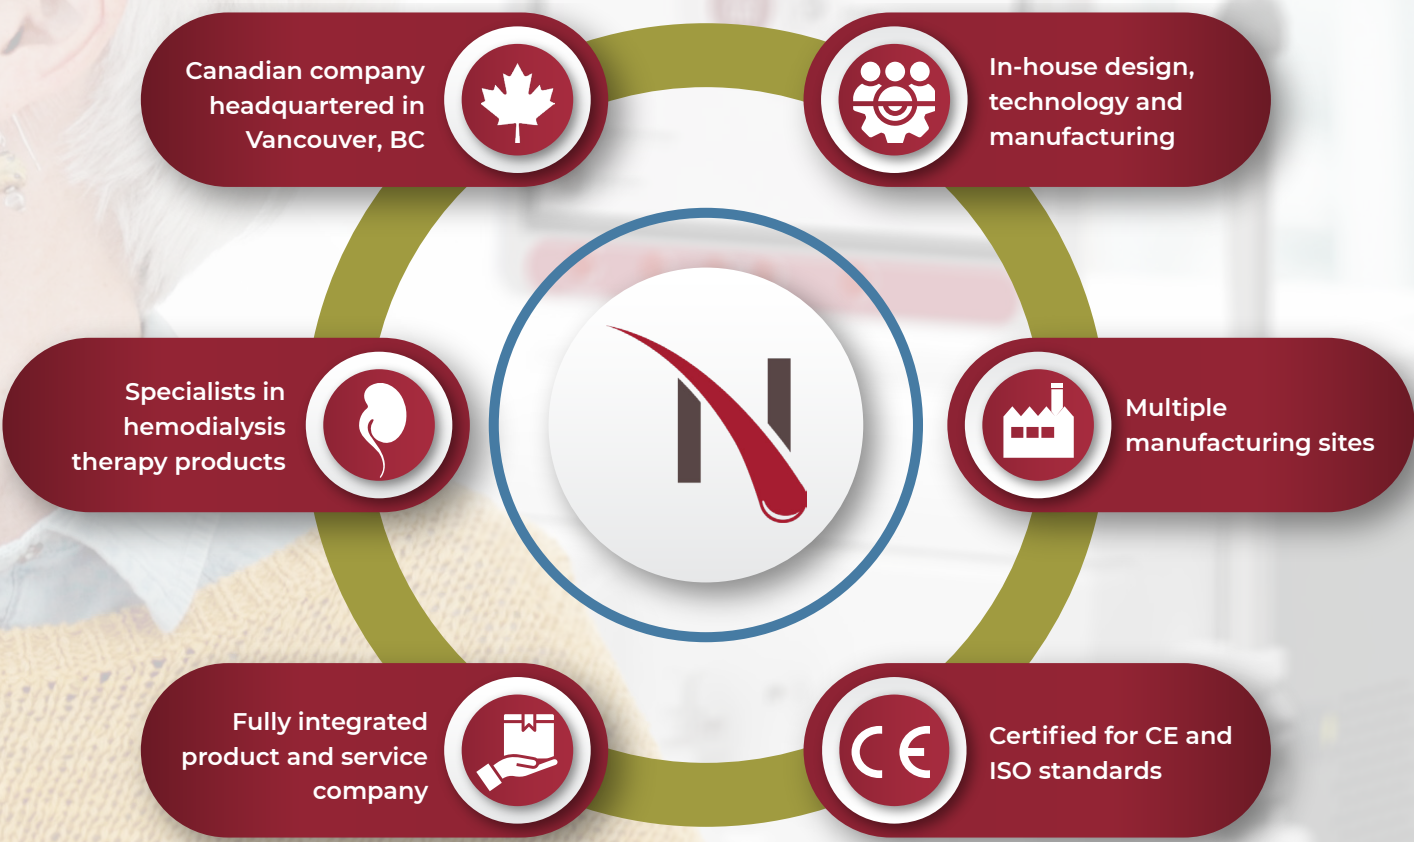 Canadian company
headquartered in
Vancouver, BC
In-house design,
technology and
manufacturing
Specialists in
hemodialysis
therapy products
N
Multiple
manufacturing sites
Fully integrated
product and service
company
CE
Certified for CE and
ISO standards